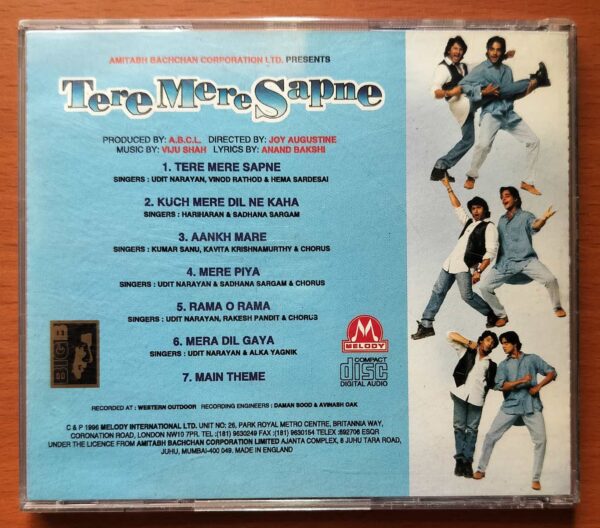 AMITABH BACHCHAN CORPORATION LTD. PRESENTS
Tere Mere Sapne
PRODUCED BY: A.B.C.L. DIRECTED BY: JOY AUGUSTINE
MUSIC BY: VIJU SHAH LYRICS BY: ANAND BAKSHI
1. TERE MERE SAPNE
SINGERS : UDIT NARAYAN, VINOD RATHOD & HEMA SARDESAI
2. KUCH MERE DIL NE KAHA
SINGERS : HARIHARAN & SADHANA SARGAM
3. AANKH MARE
SINGERS : KUMAR SANU, KAVITA KRISHNAMURTHY & CHORUS
4. MERE PIYA
SINGERS : UDIT NARAYAN & SADHANA SARGAM & CHORUS
5. RAMA O RAMA
SINGERS : UDIT NARAYAN, RAKESH PANDIT & CHORUS
6. MERA DIL GAYA
SINGERS : UDIT NARAYAN & ALKA YAGNIK
7. MAIN THEME
BIG B
MELODY
COMPACT
disc
DIGITAL AUDIO
RECORDED AT : WESTERN OUTDOOR RECORDING ENGINEERS : DAMAN SOOD & AVINASH OAK
C & P 1996 MELODY INTERNATIONAL LTD. UNIT NO: 26, PARK ROYAL METRO CENTRE, BRITANNIA WAY,
CORONATION ROAD, LONDON NW10 7PR. TEL :(181) 9630249 FAX :(181) 9630154 TELEX :892706 ESQR
UNDER THE LICENCE FROM AMITABH BACHCHAN CORPORATION LIMITED AJANTA COMPLEX, 8 JUHU TARA ROAD,
JUHU, MUMBAI-400 049. MADE IN ENGLAND